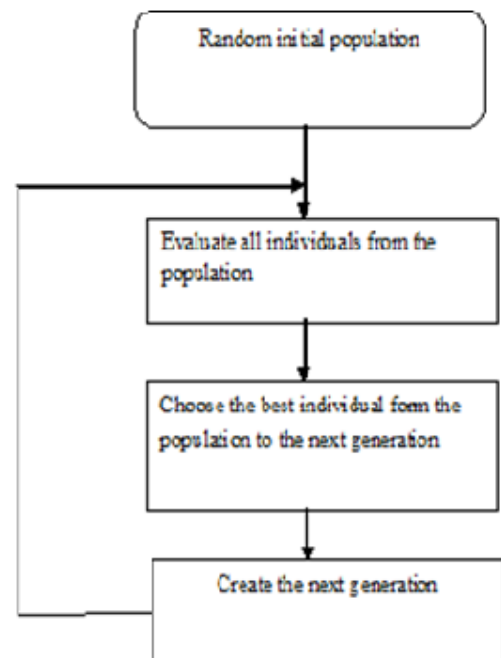 Random initial population
Evaluate all individuals from the
population
Choose the best individual form the
population to the next generation
Create the next generation